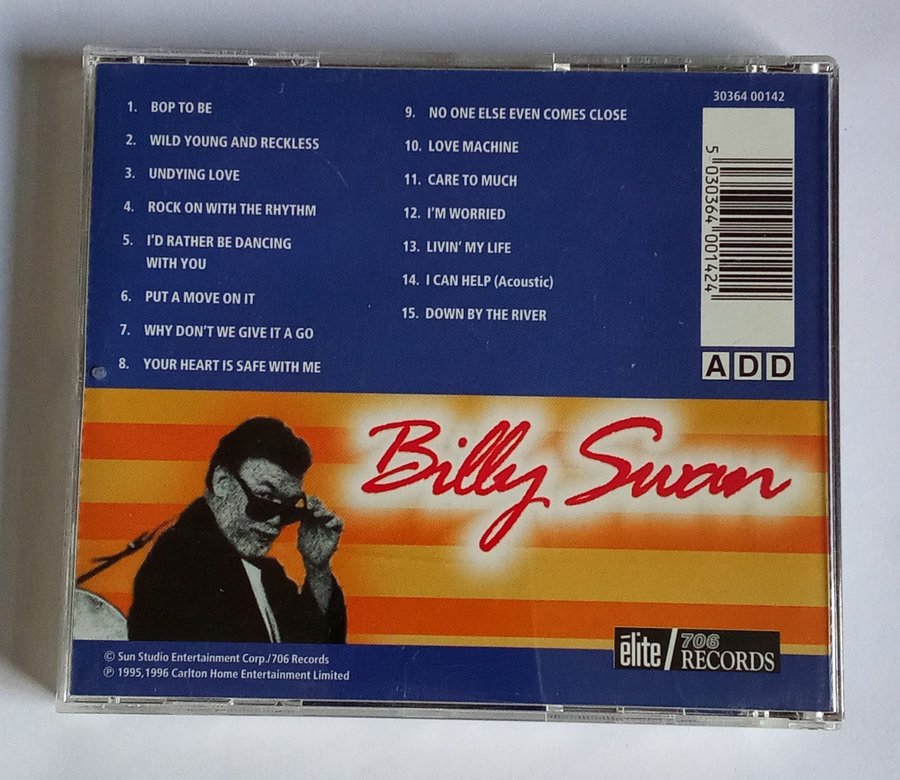 1. BOP TO BE
2. WILD YOUNG AND RECKLESS
3. UNDYING LOVE
4. ROCK ON WITH THE RHYTHM
5. I'D RATHER BE DANCING
WITH YOU
6. PUT A MOVE ON IT
7. WHY DON'T WE GIVE IT A GO
8. YOUR HEART IS SAFE WITH ME
9. NO ONE ELSE EVEN COMES CLOSE
10. LOVE MACHINE
11. CARE TO MUCH
12. I'M WORRIED
13. LIVIN' MY LIFE
14. I CAN HELP (Acoustic)
15. DOWN BY THE RIVER
30364 00142
5 030364 001424
ADD
Billy Swan
élite/706
RECORDS
© Sun Studio Entertainment Corp./706 Records
℗ 1995,1996 Carlton Home Entertainment Limited